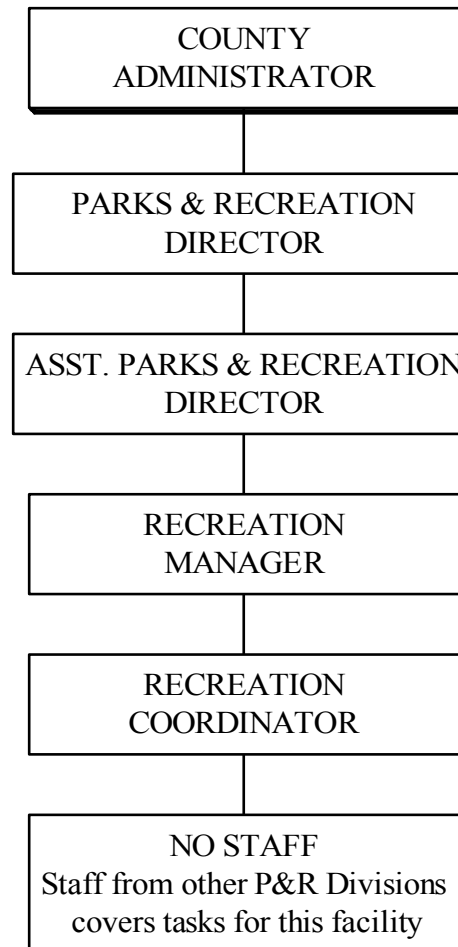 COUNTY
ADMINISTRATOR
PARKS & RECREATION
DIRECTOR
ASST. PARKS & RECREATION
DIRECTOR
RECREATION
MANAGER
RECREATION
COORDINATOR
NO STAFF
Staff from other P&R Divisions
covers tasks for this facility